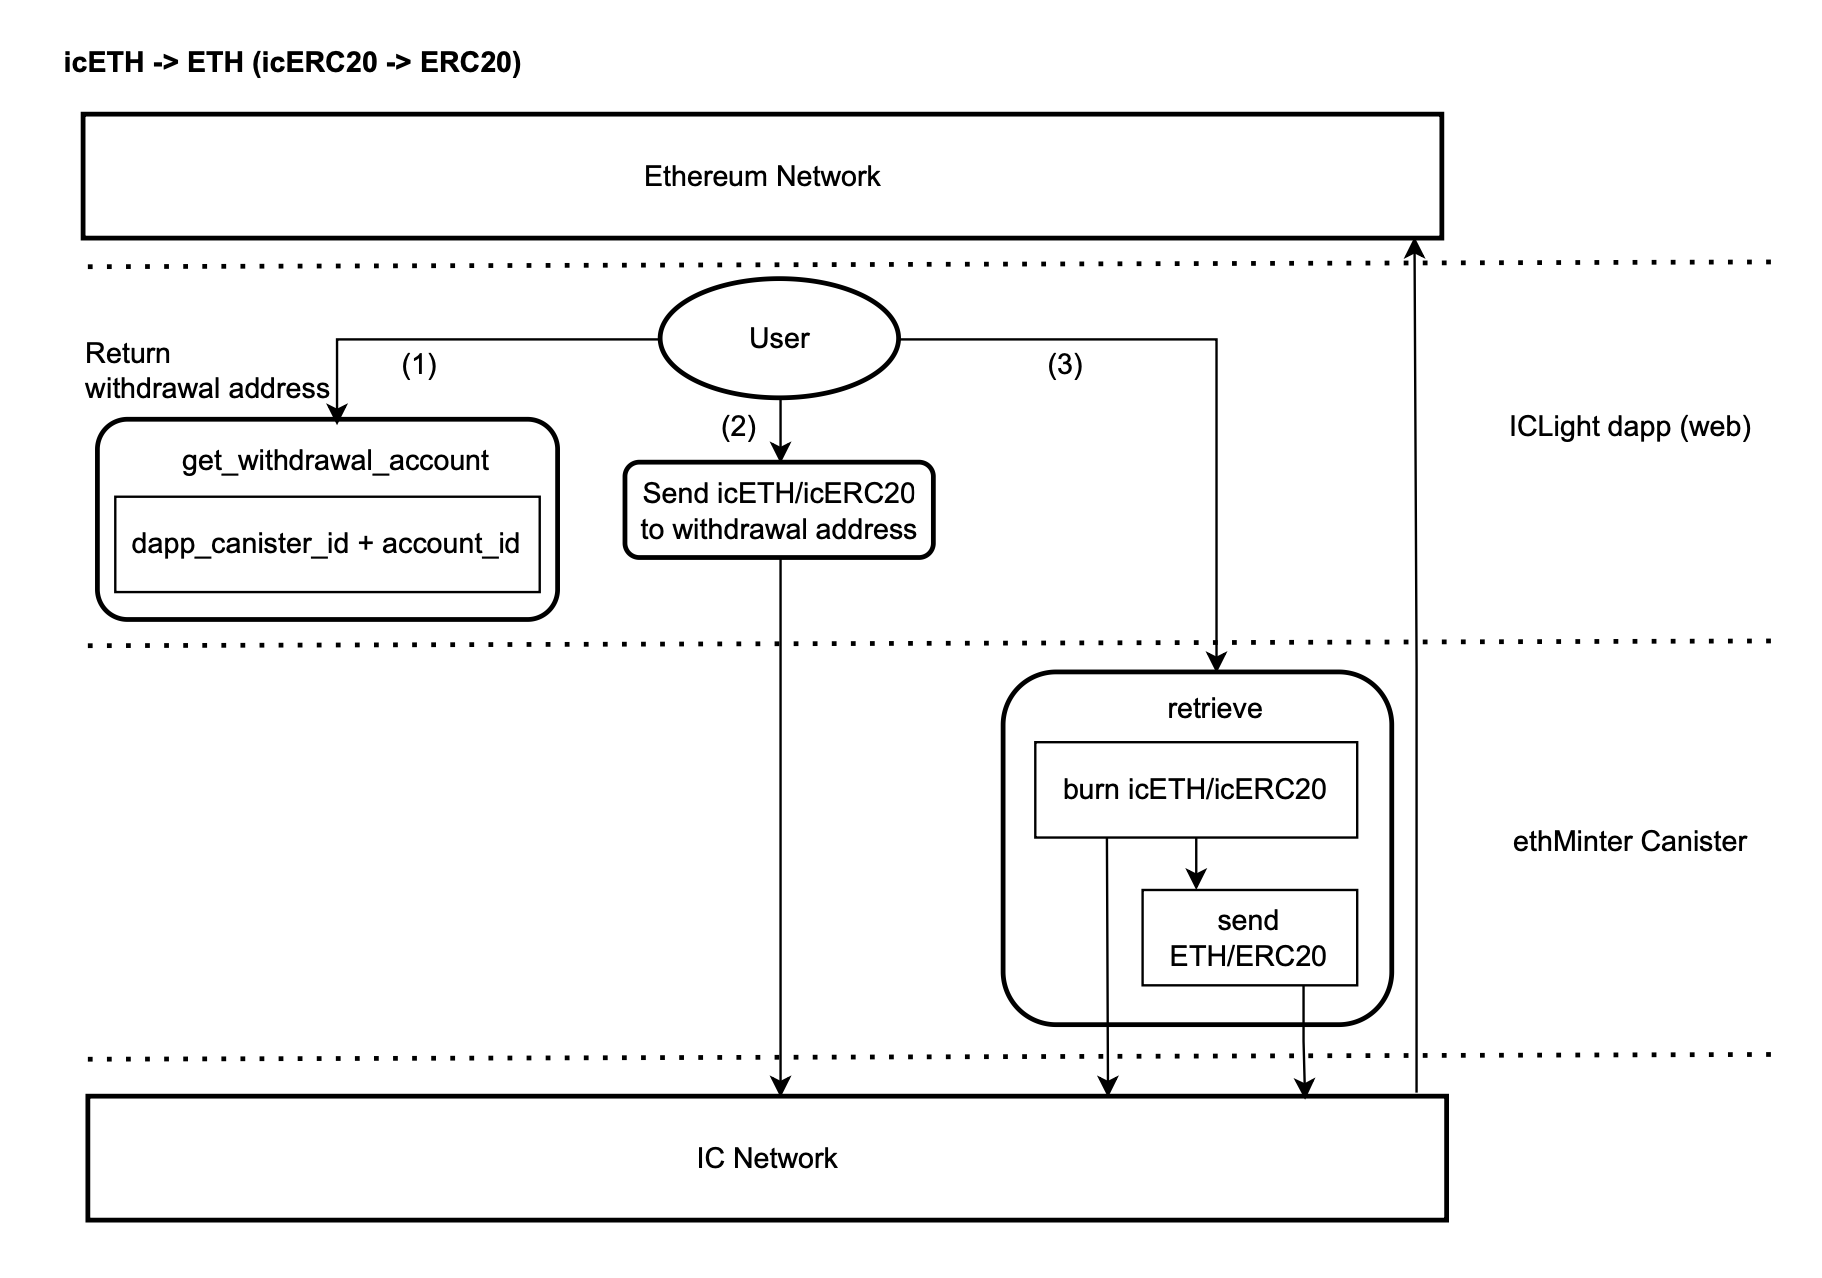 icETH -> ETH (icERC20 -> ERC20)
Ethereum Network
User
Return
withdrawal address
(1)
(3)
(2)
ICLight dapp (web)
get_withdrawal_account
dapp_canister_id + account_id
Send icETH/icERC20
to withdrawal address
retrieve
burn icETH/icERC20
ethMinter Canister
send
ETH/ERC20
IC Network